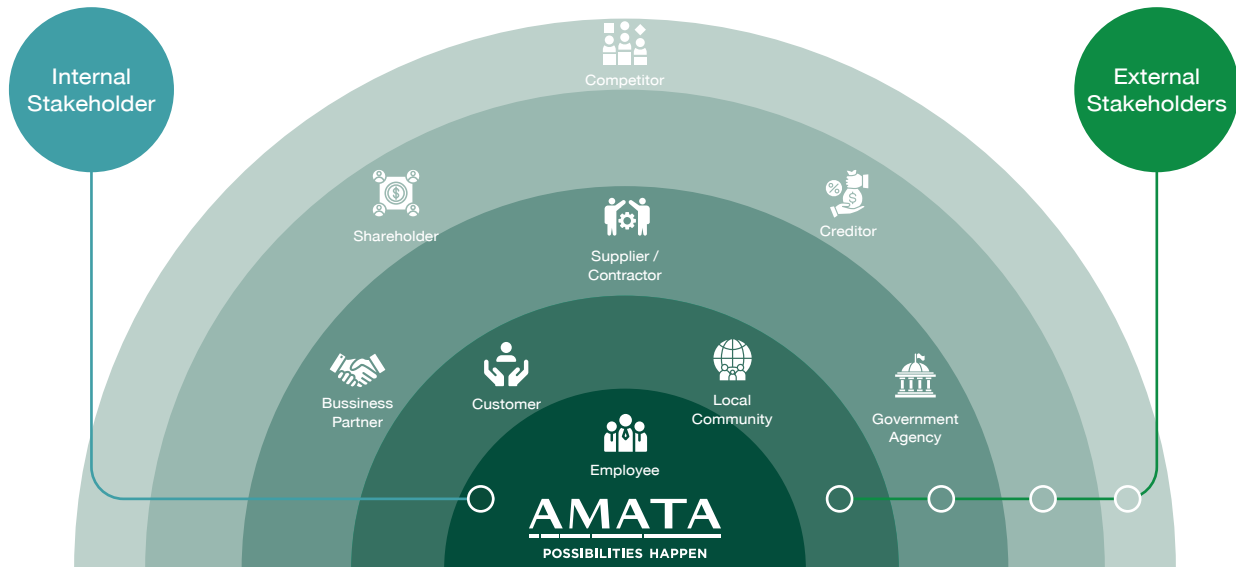 Internal
Stakeholder
External
Stakeholders
Competitor
Shareholder
Creditor
Supplier /
Contractor
Bussiness
Partner
Customer
Local
Community
Government
Agency
Employee
AMATA
POSSIBILITIES HAPPEN